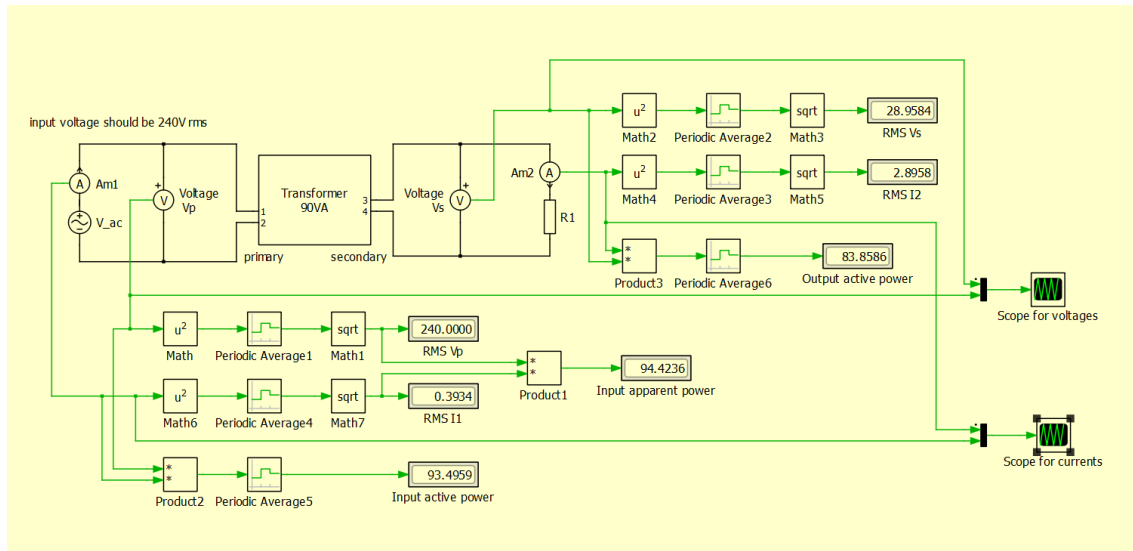 input voltage should be 240V rms
Am1
V_ac
A
+
V
Voltage
Vp
Transformer
90VA
1
2
3
4
primary
secondary
Voltage
Vs
+
V
Am2
A
R1
u²
Math2
Periodic Average2
sqrt
Math3
28.9584
RMS Vs
u²
Math4
Periodic Average3
sqrt
Math5
2.8958
RMS I2
*
*
Product3
Periodic Average6
83.8586
Output active power
Scope for voltages
u²
Math
Periodic Average1
sqrt
Math1
240.0000
RMS Vp
*
*
Product1
94.4236
Input apparent power
u²
Math6
Periodic Average4
sqrt
Math7
0.3934
RMS I1
Scope for currents
*
*
Product2
Periodic Average5
93.4959
Input active power